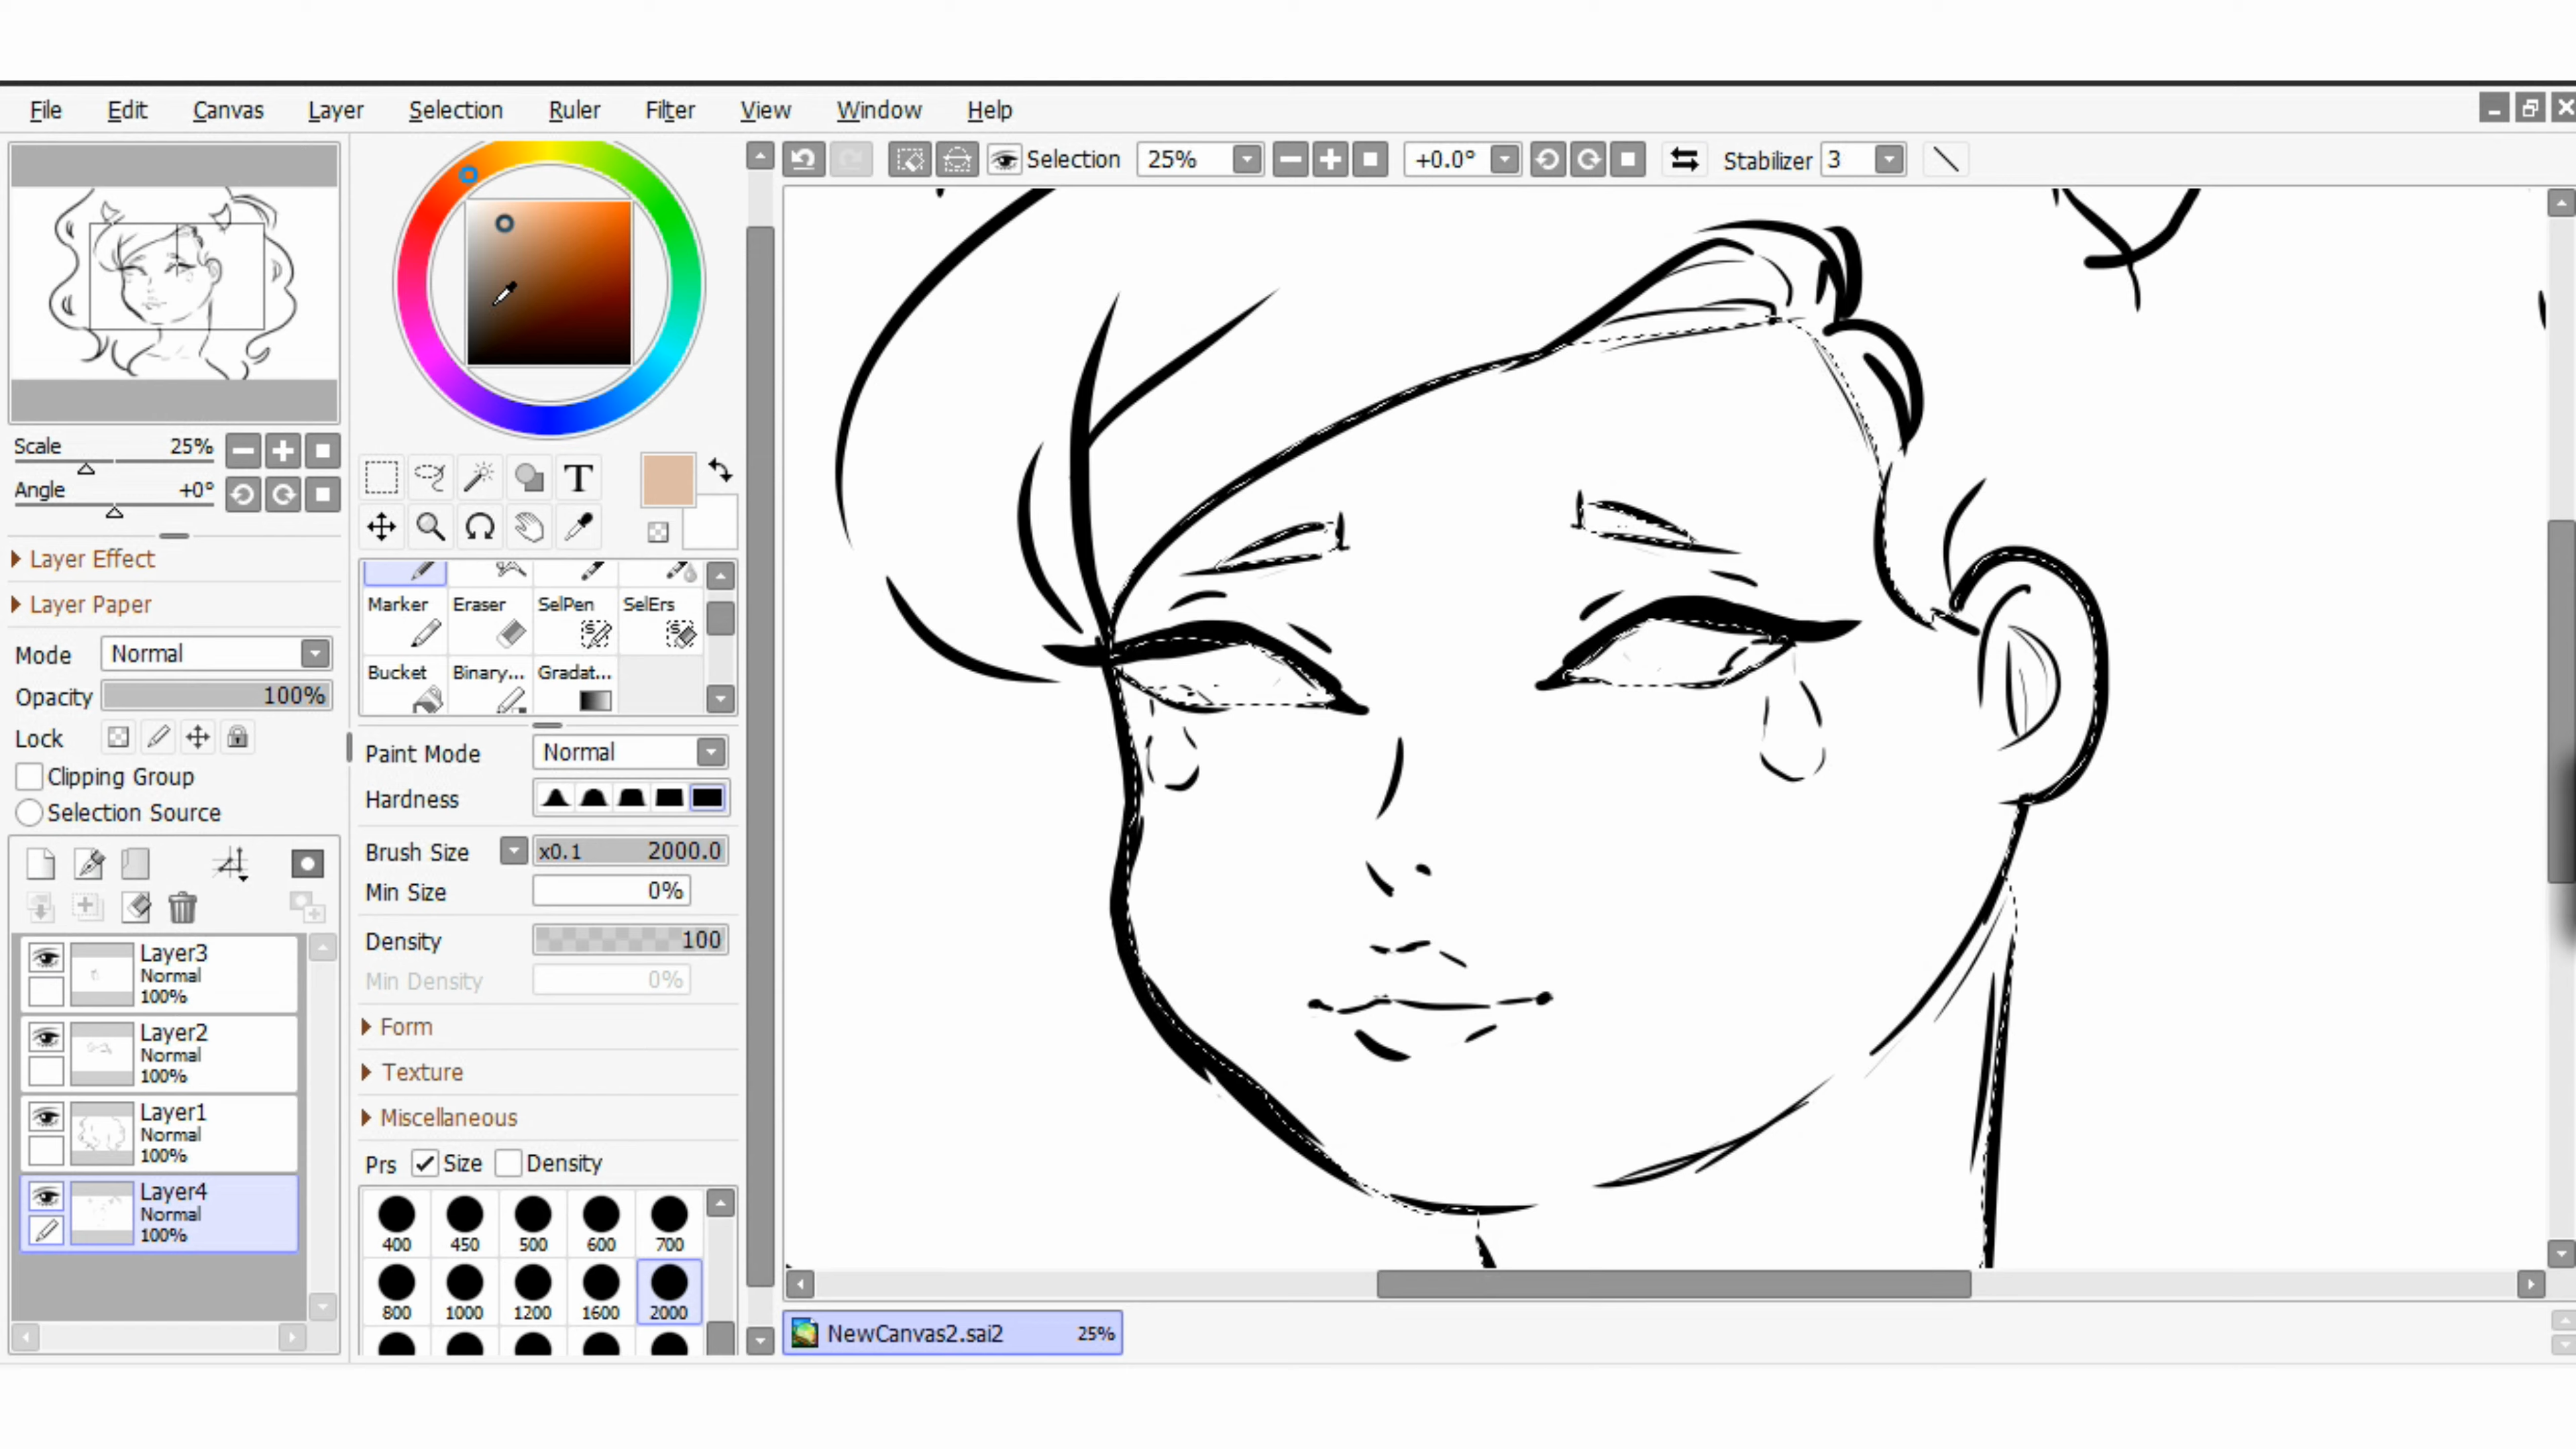 File Edit Canvas Layer Selection Ruler Filter View Window Help
Selection 25% +0.0° Stabilizer 3
Scale 25%
Angle +0°
Layer Effect
Layer Paper
Mode Normal
Opacity 100%
Lock
Clipping Group
Selection Source
Layer3
Normal
100%
Layer2
Normal
100%
Layer1
Normal
100%
Layer4
Normal
100%
T
Marker Eraser SelPen SelErs
Bucket Binary... Gradat...
Paint Mode Normal
Hardness
Brush Size x0.1 2000.0
Min Size 0%
Density 100
Min Density 0%
Form
Texture
Miscellaneous
Prs Size Density
400 450 500 600 700
800 1000 1200 1600 2000
NewCanvas2.sai2 25%